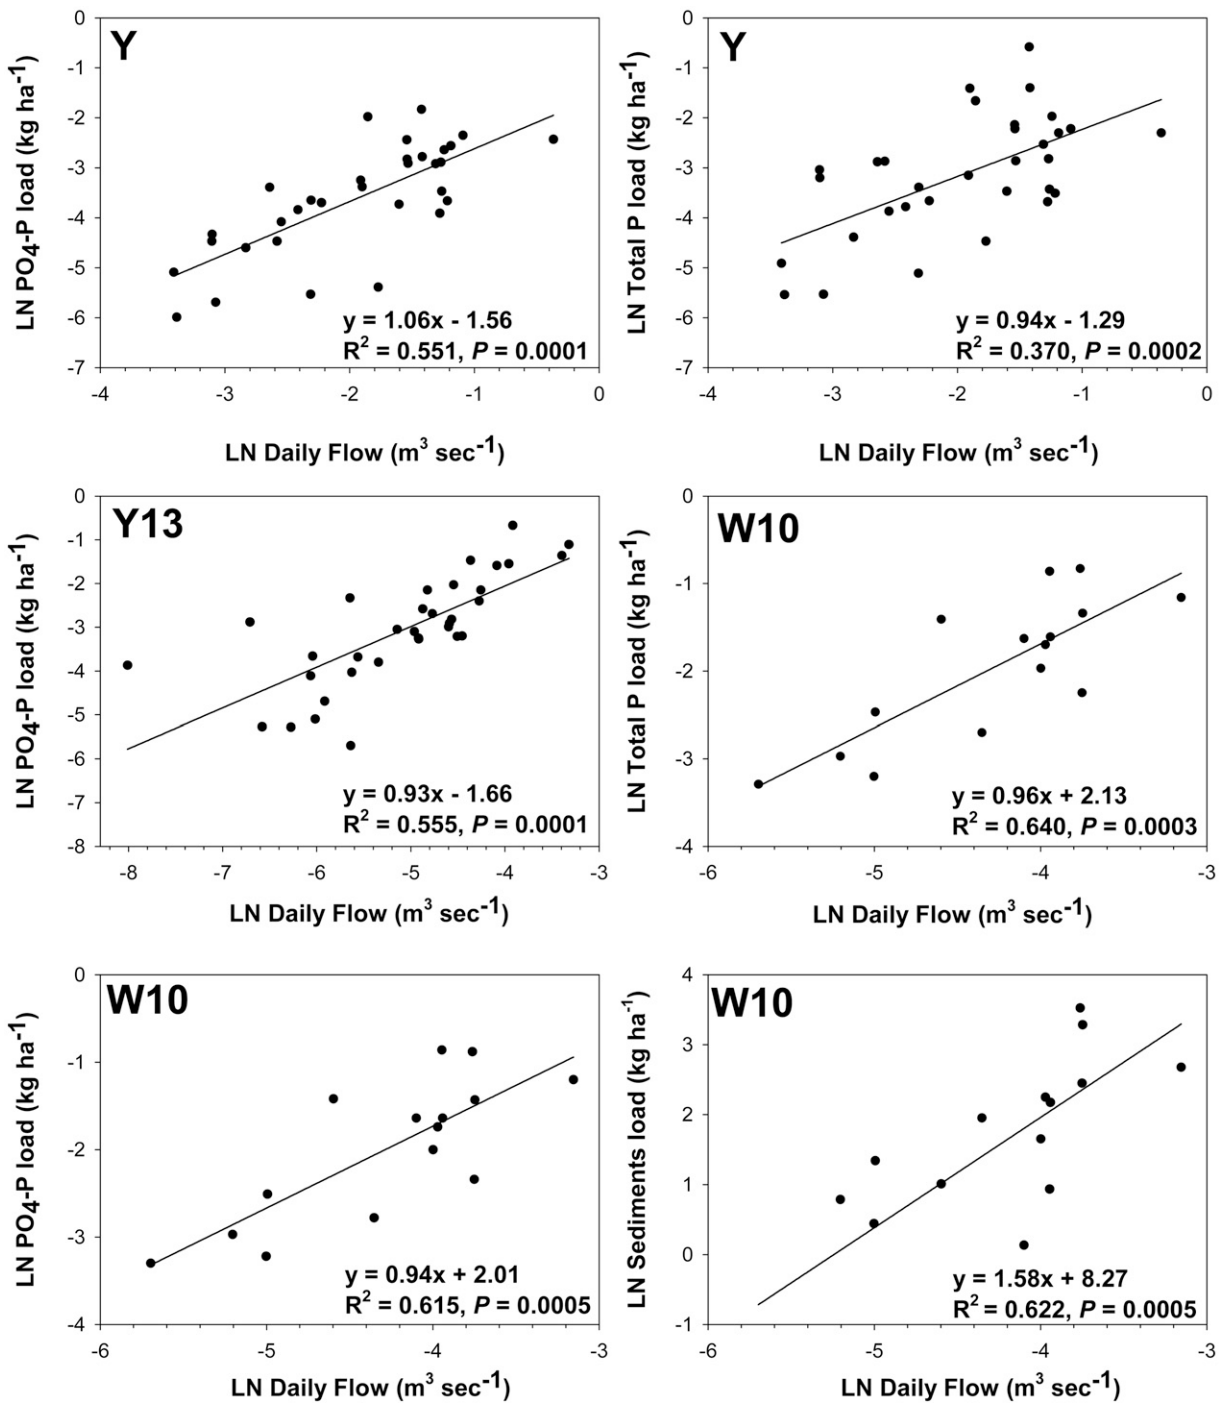 Y
LN PO4-P load (kg ha-1)
0
-1
-2
-3
-4
-5
-6
-7
y = 1.06x - 1.56
R2 = 0.551, P = 0.0001
-4 -3 -2 -1 0
LN Daily Flow (m3 sec-1)
Y
LN Total P load (kg ha-1)
0
-1
-2
-3
-4
-5
-6
-7
y = 0.94x - 1.29
R2 = 0.370, P = 0.0002
-4 -3 -2 -1 0
LN Daily Flow (m3 sec-1)
Y13
LN PO4-P load (kg ha-1)
0
-1
-2
-3
-4
-5
-6
-7
-8
y = 0.93x - 1.66
R2 = 0.555, P = 0.0001
-8 -7 -6 -5 -4 -3
LN Daily Flow (m3 sec-1)
W10
LN Total P load (kg ha-1)
0
-1
-2
-3
-4
y = 0.96x + 2.13
R2 = 0.640, P = 0.0003
-6 -5 -4 -3
LN Daily Flow (m3 sec-1)
W10
LN PO4-P load (kg ha-1)
0
-1
-2
-3
-4
y = 0.94x + 2.01
R2 = 0.615, P = 0.0005
-6 -5 -4 -3
LN Daily Flow (m3 sec-1)
W10
LN Sediments load (kg ha-1)
4
3
2
1
0
-1
y = 1.58x + 8.27
R2 = 0.622, P = 0.0005
-6 -5 -4 -3
LN Daily Flow (m3 sec-1)